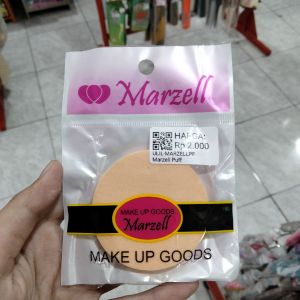 Marzell
HARGA:
Rp 2.000
Marzell Puff
MAKE UP GOODS
Marzell
MAKE UP GOODS